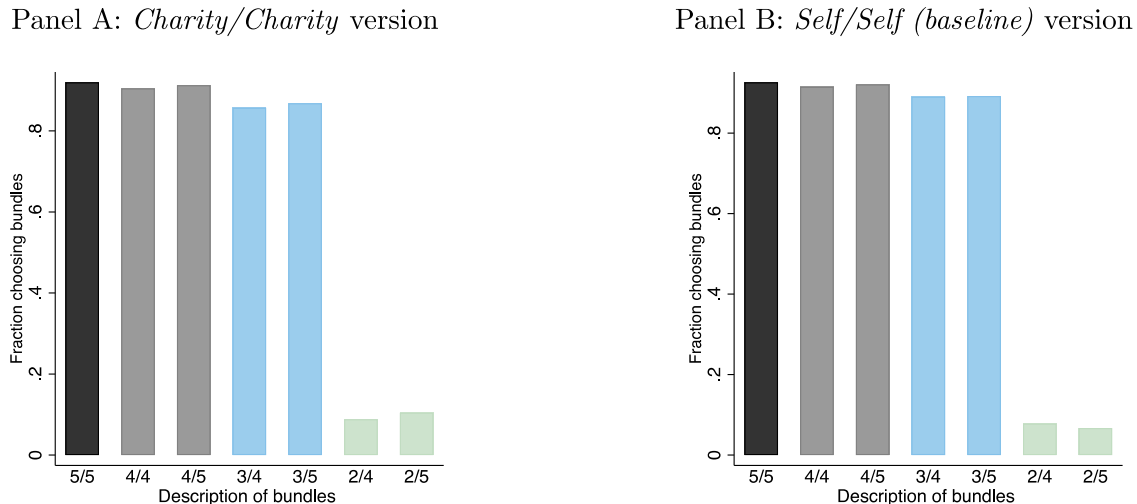 Panel A: Charity/Charity version
Fraction choosing bundles
.8
.6
.4
.2
0
5/5 4/4 4/5 3/4 3/5 2/4 2/5
Description of bundles
Panel B: Self/Self (baseline) version
Fraction choosing bundles
.8
.6
.4
.2
0
5/5 4/4 4/5 3/4 3/5 2/4 2/5
Description of bundles